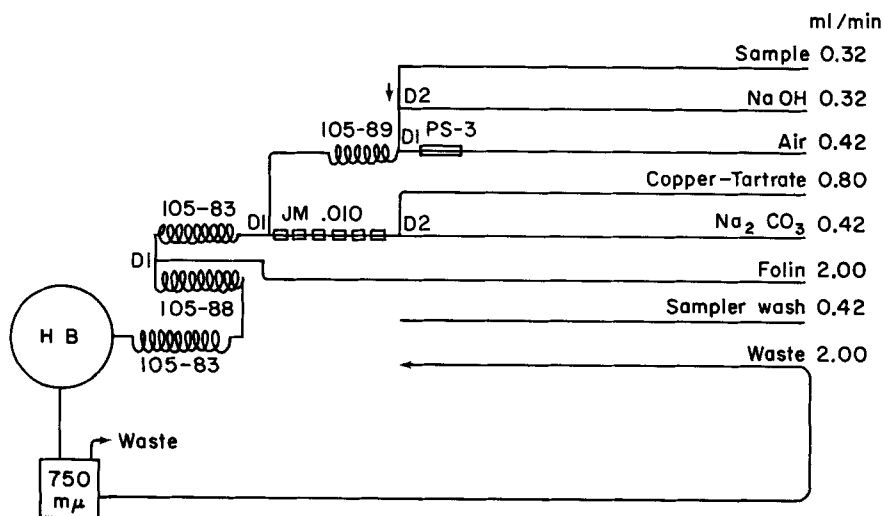 ml/min
Sample 0.32
D2
NaOH 0.32
105-89
D1 PS-3
Air 0.42
Copper-Tartrate 0.80
105-83
D1
JM .010
D2
Na2 CO3 0.42
D1
Folin 2.00
105-88
Sampler wash 0.42
H B
105-83
Waste 2.00
Waste
750
mμ